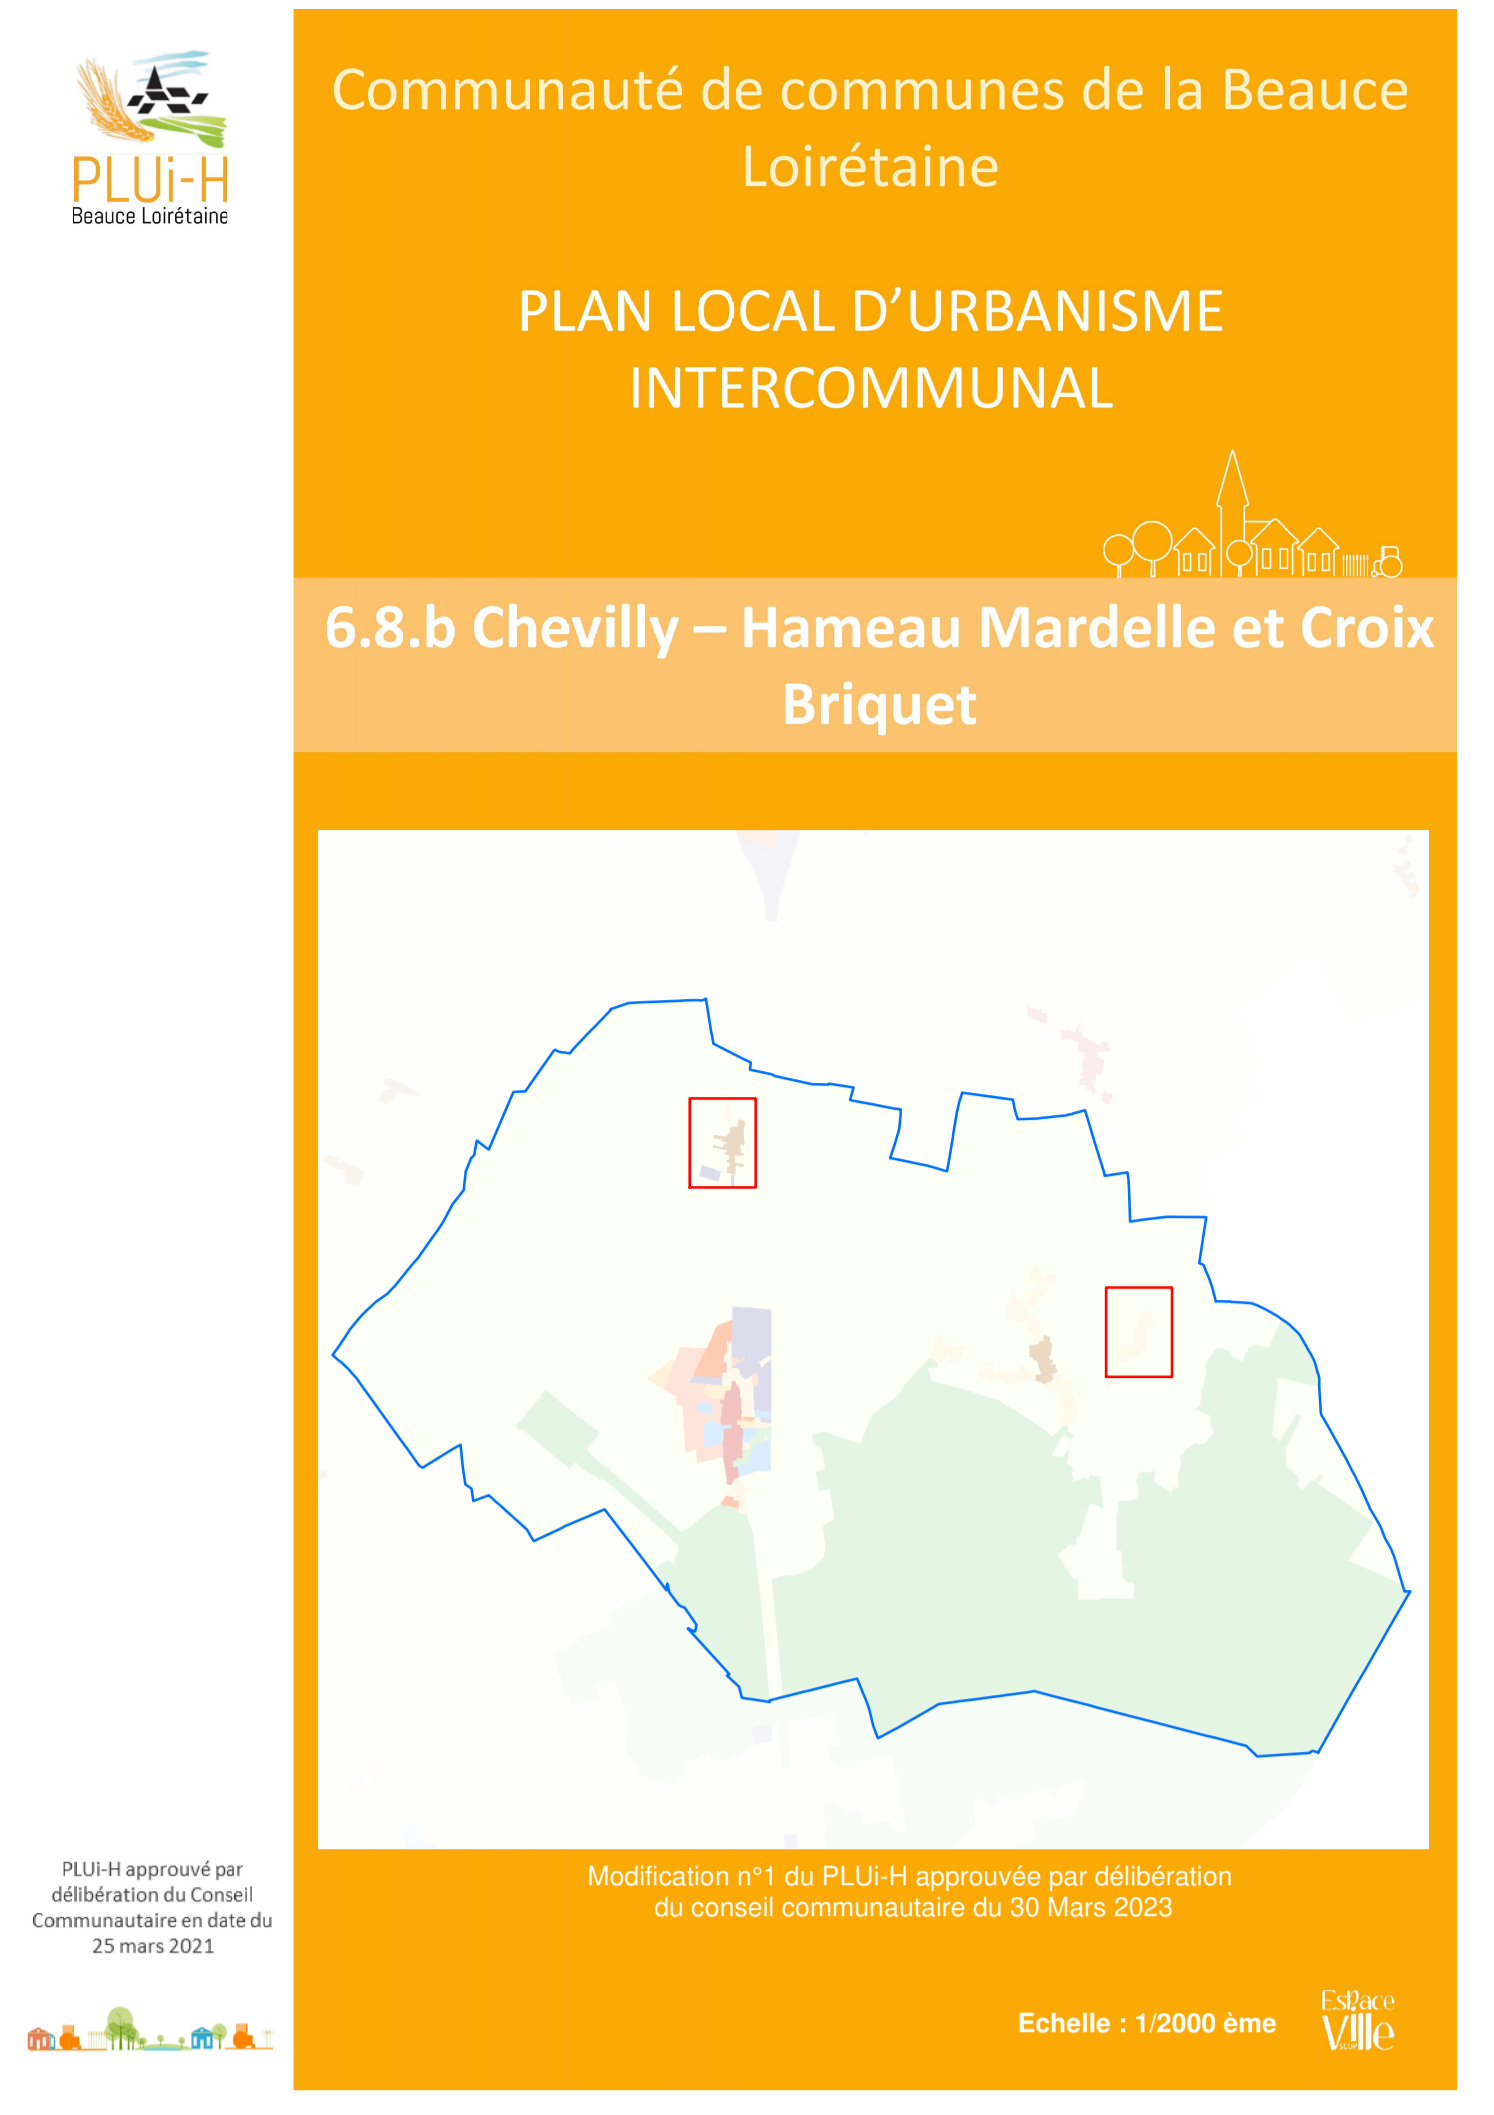 PLUi-H
Beauce Loirétaine
Communauté de communes de la Beauce
Loirétaine
PLAN LOCAL D’URBANISME
INTERCOMMUNAL
6.8.b Chevilly – Hameau Mardelle et Croix
Briquet
PLUi-H approuvé par
délibération du Conseil
Communautaire en date du
25 mars 2021
Modification n°1 du PLUi-H approuvée par délibération
du conseil communautaire du 30 Mars 2023
Echelle : 1/2000 ème
Espace
Ville
SCOP